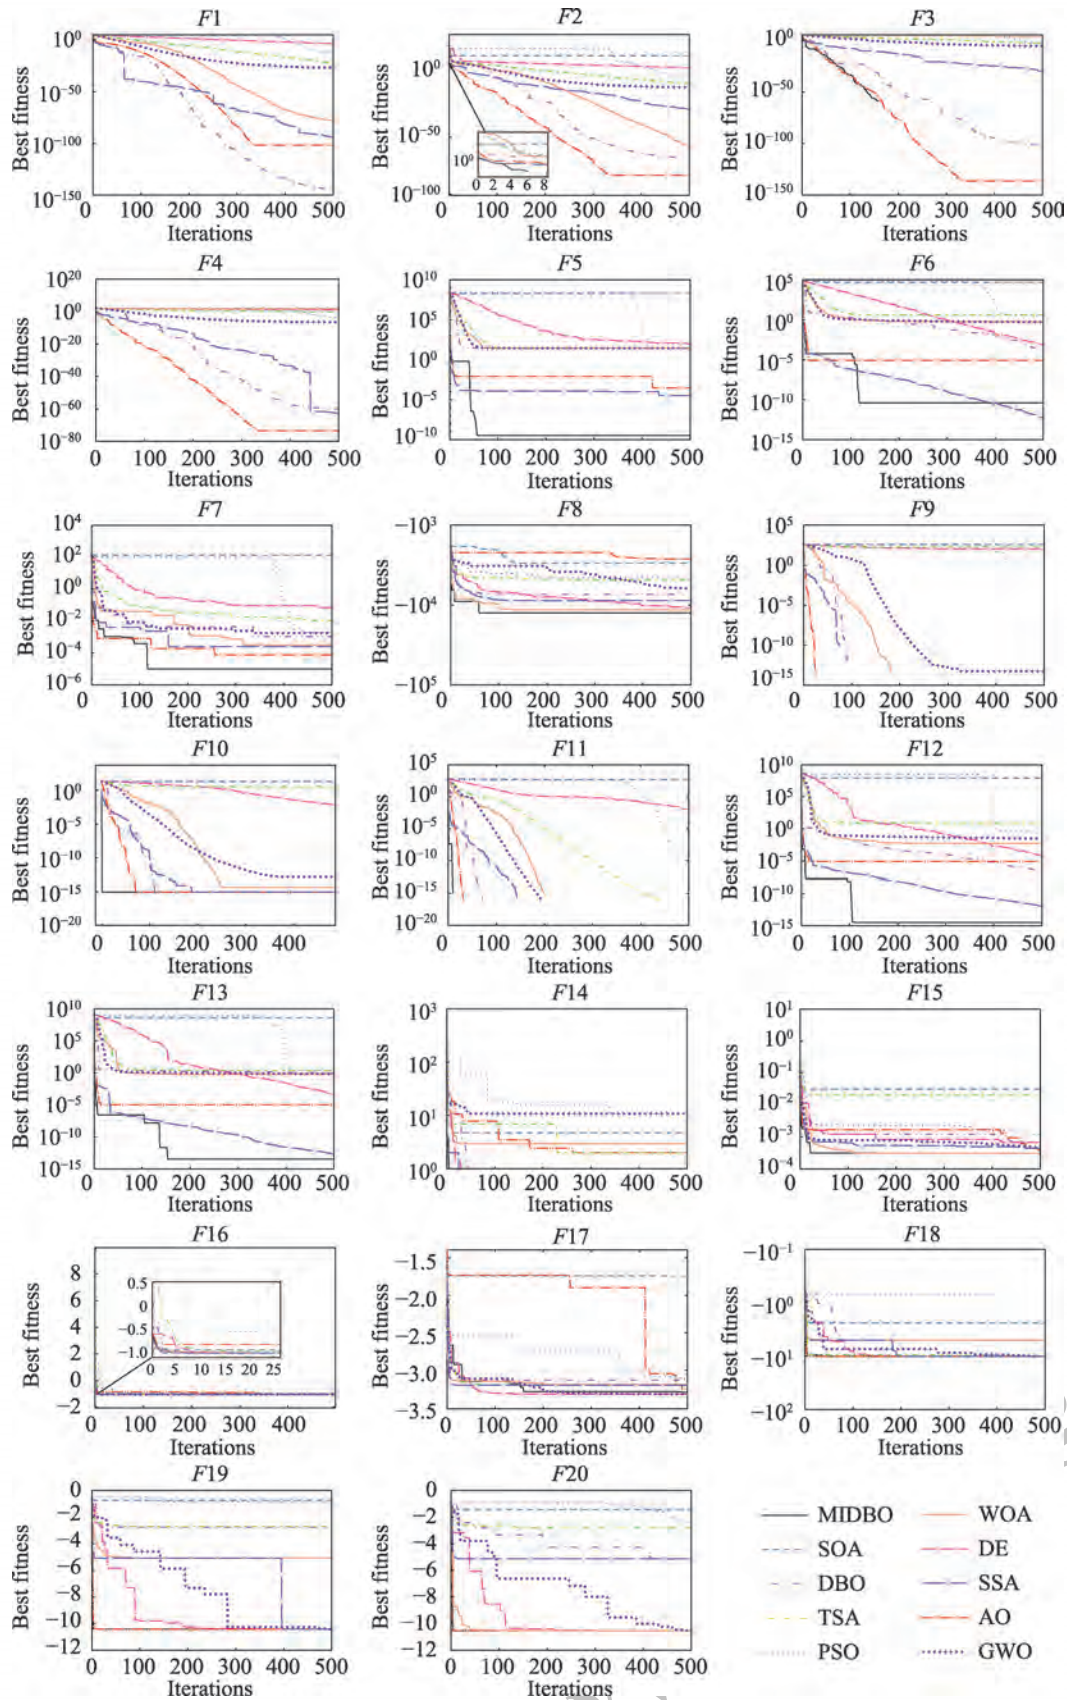 F1 F2 F3
Best fitness Best fitness Best fitness
10^0 10^0 10^0
10^-50 10^-50 10^-50
10^-100 10^0 10^-100
10^-150 10^-100 10^-150
0 2 4 6 8
0 100 200 300 400 500 0 100 200 300 400 500 0 100 200 300 400 500
Iterations Iterations Iterations
F4 F5 F6
Best fitness Best fitness Best fitness
10^20 10^10 10^5
10^0 10^5 10^0
10^-20 10^0 10^-5
10^-40 10^-5 10^-10
10^-60 10^-10 10^-15
10^-80
0 100 200 300 400 500 0 100 200 300 400 500 0 100 200 300 400 500
Iterations Iterations Iterations
F7 F8 F9
Best fitness Best fitness Best fitness
10^4 −10^3 10^5
10^2 −10^4 10^0
10^0 −10^5 10^-5
10^-2 10^-10
10^-4 10^-15
10^-6
0 100 200 300 400 500 0 100 200 300 400 500 0 100 200 300 400 500
Iterations Iterations Iterations
F10 F11 F12
Best fitness Best fitness Best fitness
10^0 10^5 10^10
10^-5 10^0 10^5
10^-10 10^-5 10^0
10^-15 10^-10 10^-5
10^-20 10^-15 10^-10
10^-20 10^-15
0 100 200 300 400 0 100 200 300 400 500 0 100 200 300 400 500
Iterations Iterations Iterations
F13 F14 F15
Best fitness Best fitness Best fitness
10^10 10^3 10^1
10^5 10^2 10^0
10^0 10^1 10^-1
10^-5 10^0 10^-2
10^-10 10^-3
10^-15 10^-4
0 100 200 300 400 500 0 100 200 300 400 500 0 100 200 300 400 500
Iterations Iterations Iterations
F16 F17 F18
Best fitness Best fitness Best fitness
8 −1.5 −10^-1
6 −2.0 −10^0
4 −2.5 −10^1
2 −3.0 −10^2
0 −3.5
−2
0.5
0
−0.5
−1.0
0 5 10 15 20 25
0 100 200 300 400 0 100 200 300 400 500 0 100 200 300 400 500
Iterations Iterations Iterations
F19 F20
Best fitness Best fitness
0 0
−2 −2
−4 −4
−6 −6
−8 −8
−10 −10
−12 −12
0 100 200 300 400 500 0 100 200 300 400 500
Iterations Iterations
MIDBO WOA
SOA DE
DBO SSA
TSA AO
PSO GWO